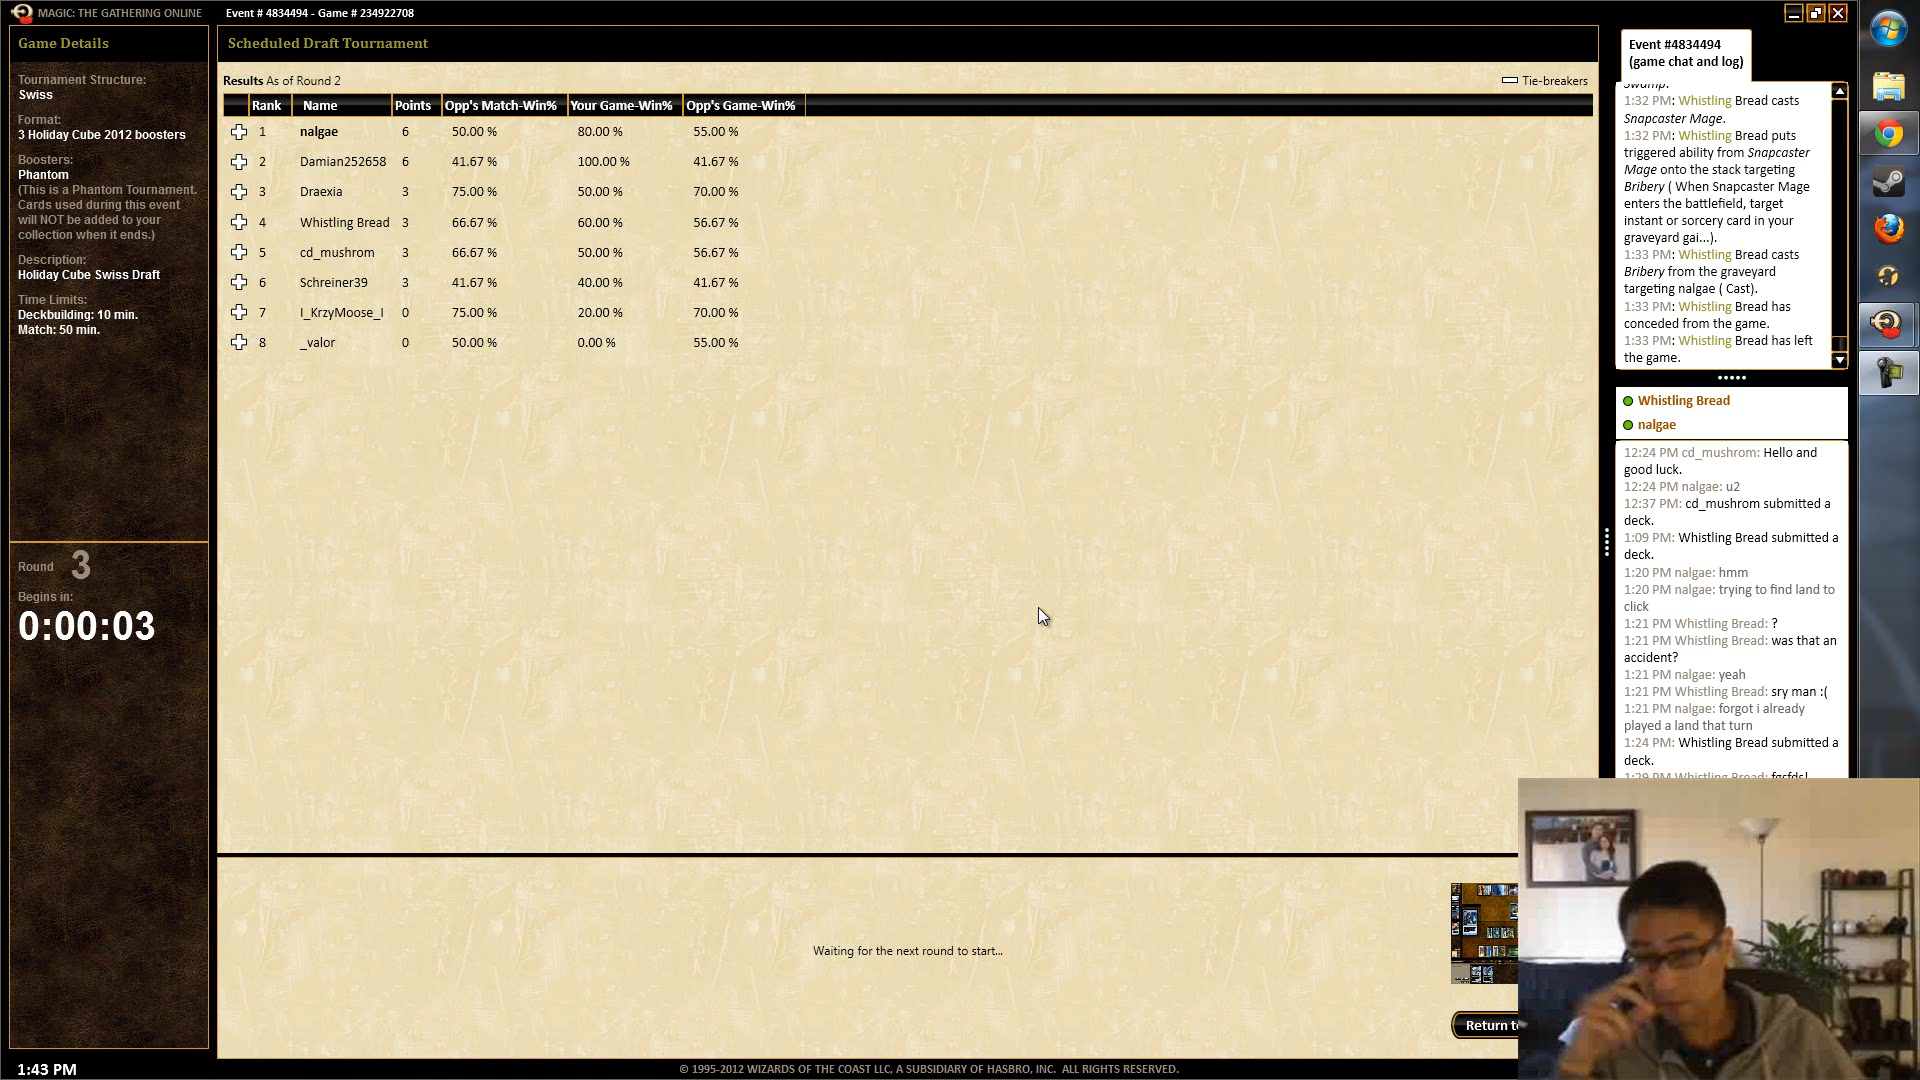 MAGIC: THE GATHERING ONLINE
Event # 4834494 - Game # 234922708
Game Details
Tournament Structure:
Swiss
Format:
3 Holiday Cube 2012 boosters
Boosters:
Phantom
(This is a Phantom Tournament.
Cards used during this event
will NOT be added to your
collection when it ends.)
Description:
Holiday Cube Swiss Draft
Time Limits:
Deckbuilding: 10 min.
Match: 50 min.
Round 3
Begins in:
0:00:03
1:43 PM
Scheduled Draft Tournament
Results As of Round 2
Tie-breakers
Rank Name Points Opp's Match-Win% Your Game-Win% Opp's Game-Win%
1 nalgae 6 50.00 % 80.00 % 55.00 %
2 Damian252658 6 41.67 % 100.00 % 41.67 %
3 Draexia 3 75.00 % 50.00 % 70.00 %
4 Whistling Bread 3 66.67 % 60.00 % 56.67 %
5 cd_mushrom 3 66.67 % 50.00 % 56.67 %
6 Schreiner39 3 41.67 % 40.00 % 41.67 %
7 I_KrzyMoose_I 0 75.00 % 20.00 % 70.00 %
8 _valor 0 50.00 % 0.00 % 55.00 %
Waiting for the next round to start...
Return to
© 1995-2012 WIZARDS OF THE COAST LLC, A SUBSIDIARY OF HASBRO, INC. ALL RIGHTS RESERVED.
Event #4834494
(game chat and log)
Swamp.
1:32 PM: Whistling Bread casts
Snapcaster Mage.
1:32 PM: Whistling Bread puts
triggered ability from Snapcaster
Mage onto the stack targeting
Bribery ( When Snapcaster Mage
enters the battlefield, target
instant or sorcery card in your
graveyard gai...).
1:33 PM: Whistling Bread casts
Bribery from the graveyard
targeting nalgae ( Cast).
1:33 PM: Whistling Bread has
conceded from the game.
1:33 PM: Whistling Bread has left
the game.
Whistling Bread
nalgae
12:24 PM cd_mushrom: Hello and
good luck.
12:24 PM nalgae: u2
12:37 PM: cd_mushrom submitted a
deck.
1:09 PM: Whistling Bread submitted a
deck.
1:20 PM nalgae: hmm
1:20 PM nalgae: trying to find land to
click
1:21 PM Whistling Bread: ?
1:21 PM Whistling Bread: was that an
accident?
1:21 PM nalgae: yeah
1:21 PM Whistling Bread: sry man :(
1:21 PM nalgae: forgot i already
played a land that turn
1:24 PM: Whistling Bread submitted a
deck.
1:29 PM Whistling Bread: fgsfds!